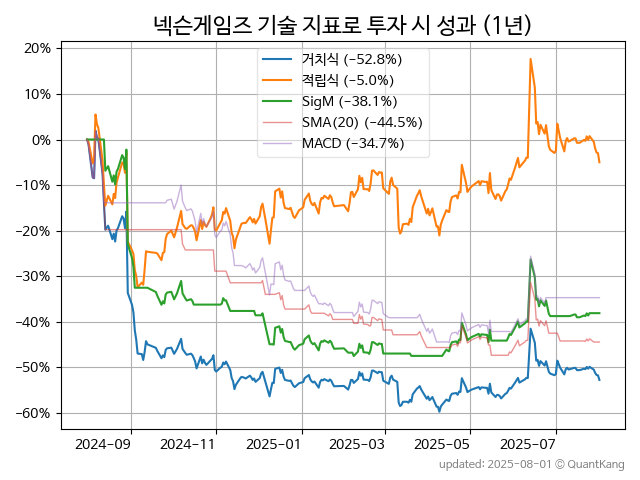 넥슨게임즈 기술 지표로 투자 시 성과 (1년)
거치식 (−52.8%)
적립식 (−5.0%)
SigM (−38.1%)
SMA(20) (−44.5%)
MACD (−34.7%)
20%
10%
0%
−10%
−20%
−30%
−40%
−50%
−60%
2024-09
2024-11
2025-01
2025-03
2025-05
2025-07
updated: 2025-08-01 © QuantKang